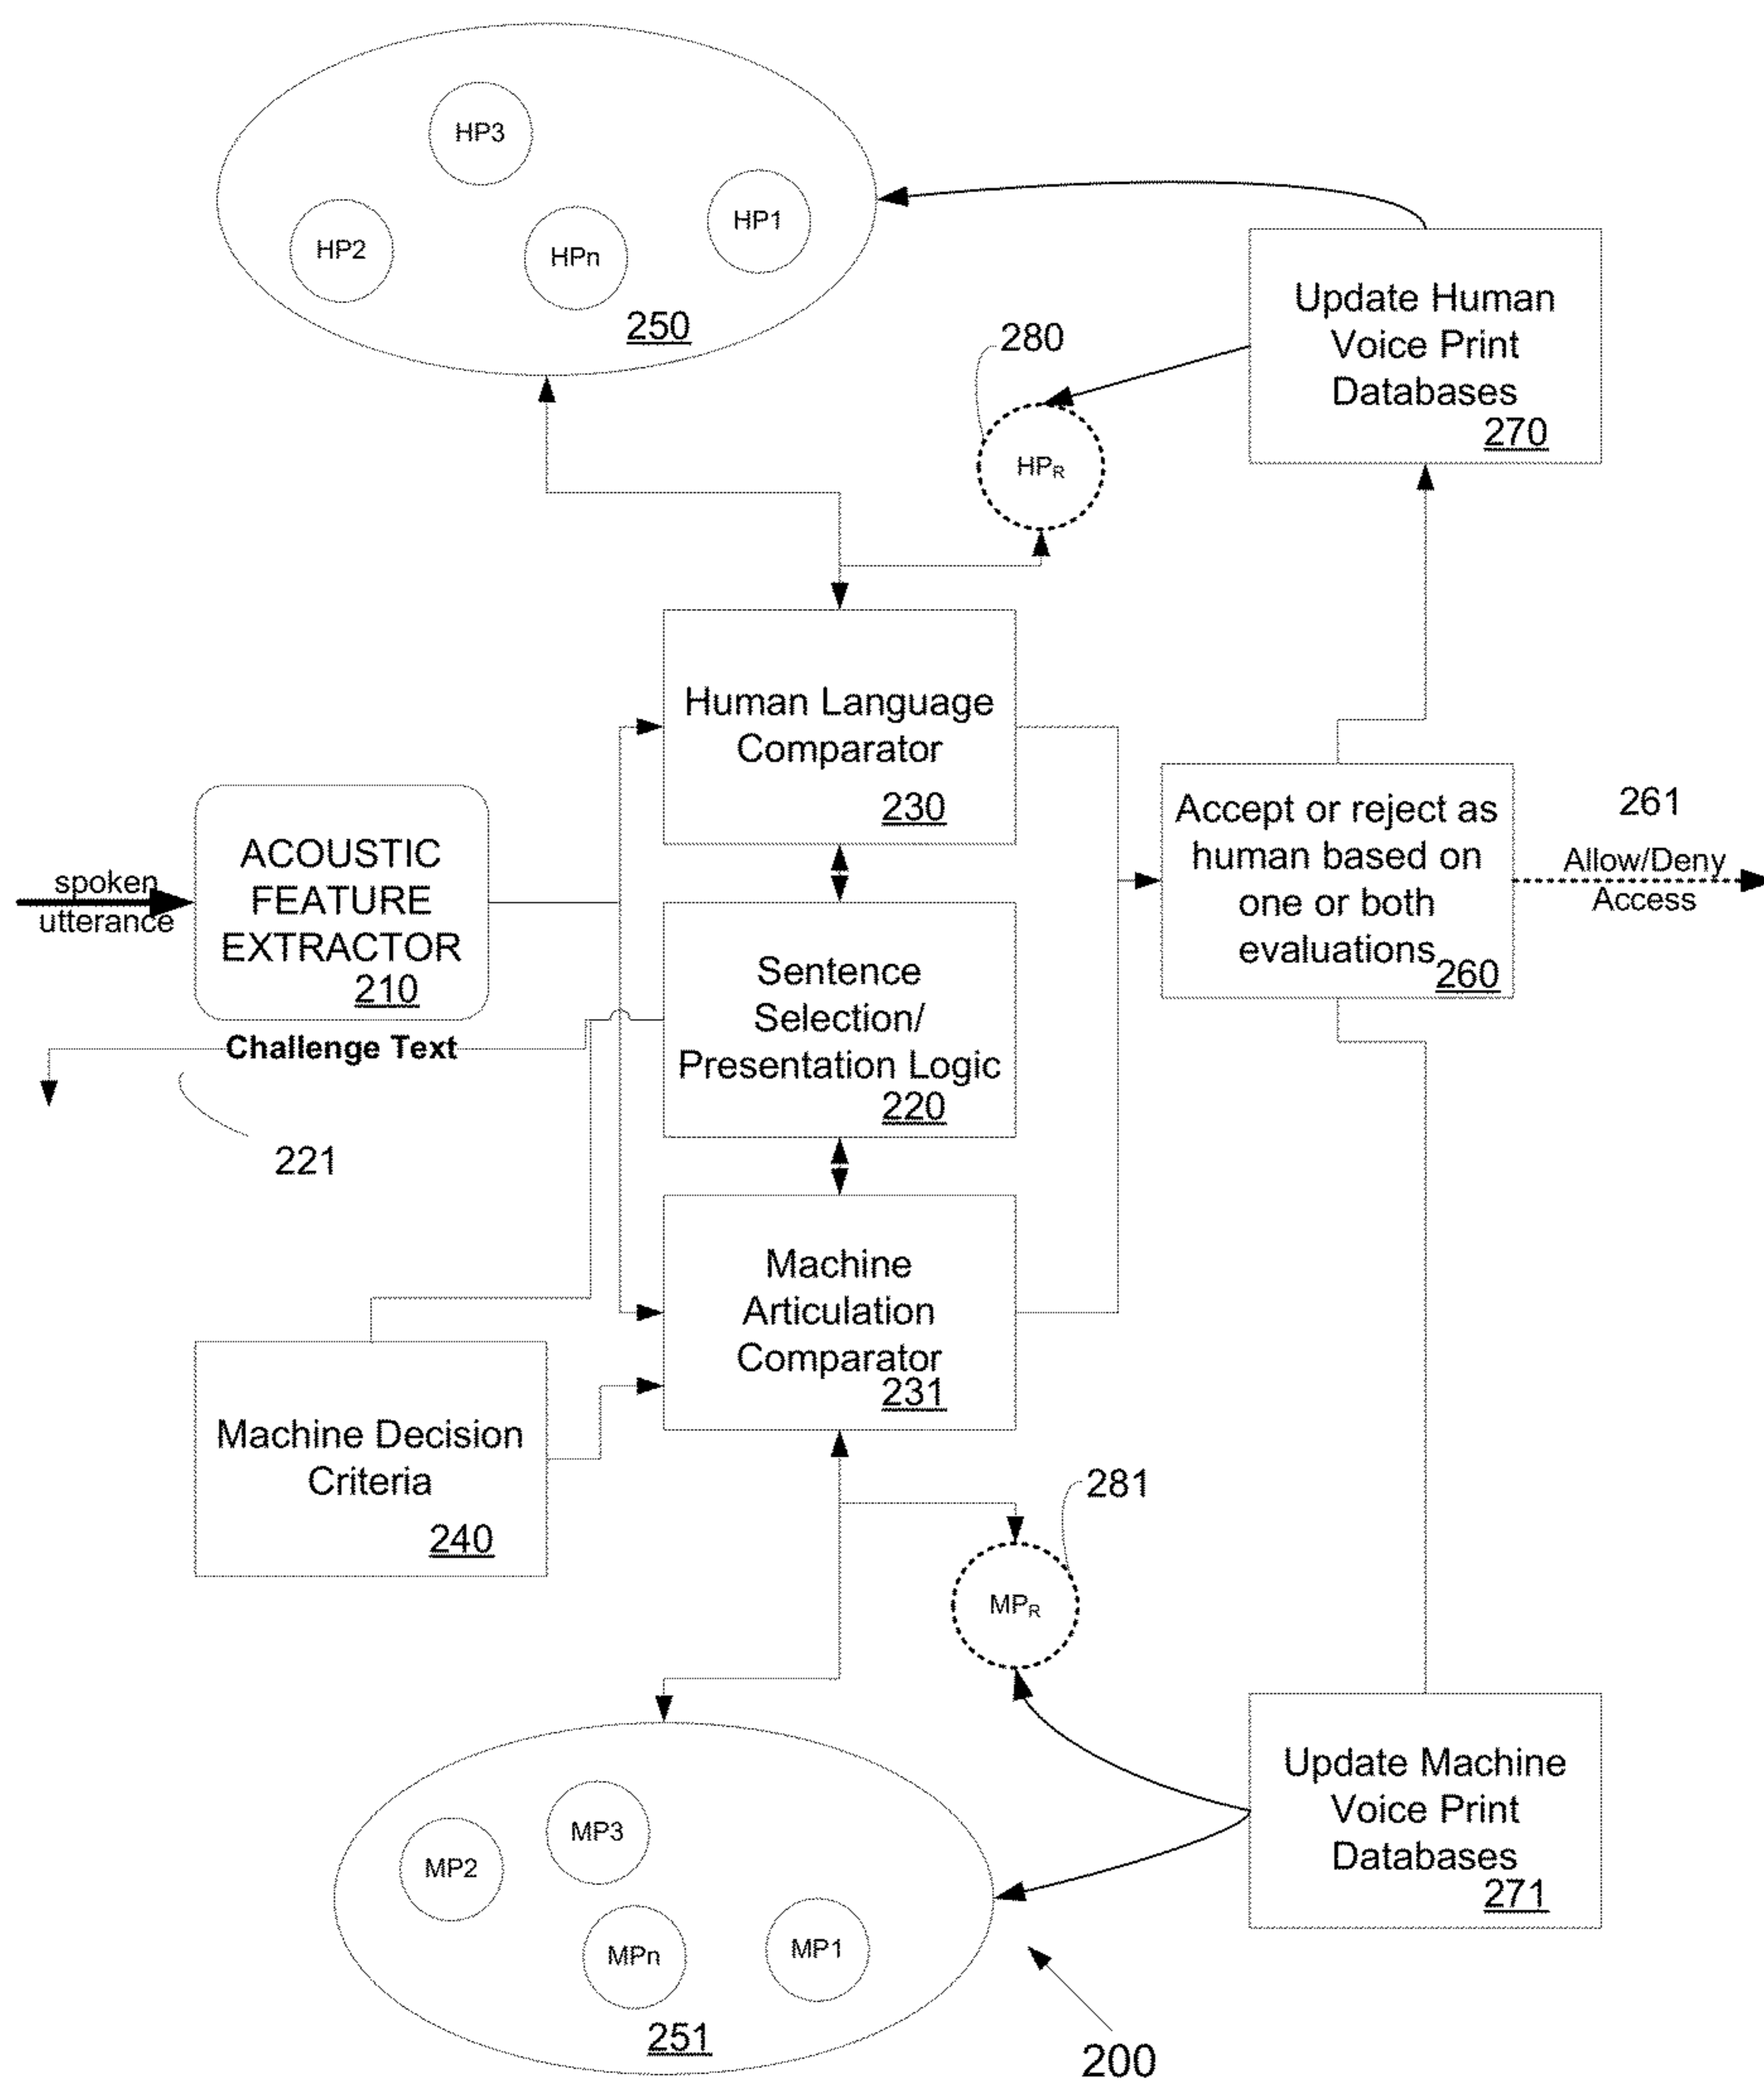 HP3
HP1
HP2
HPn
250
Update Human
Voice Print
Databases
270
280
HPR
Human Language
Comparator
230
ACOUSTIC
FEATURE
EXTRACTOR
210
spoken
utterance
Challenge Text
221
Sentence
Selection/
Presentation Logic
220
Accept or reject as
human based on
one or both
evaluations
260
261
Allow/Deny
Access
Machine
Articulation
Comparator
231
Machine Decision
Criteria
240
281
MPR
Update Machine
Voice Print
Databases
271
MP3
MP2
MPn
MP1
251
200